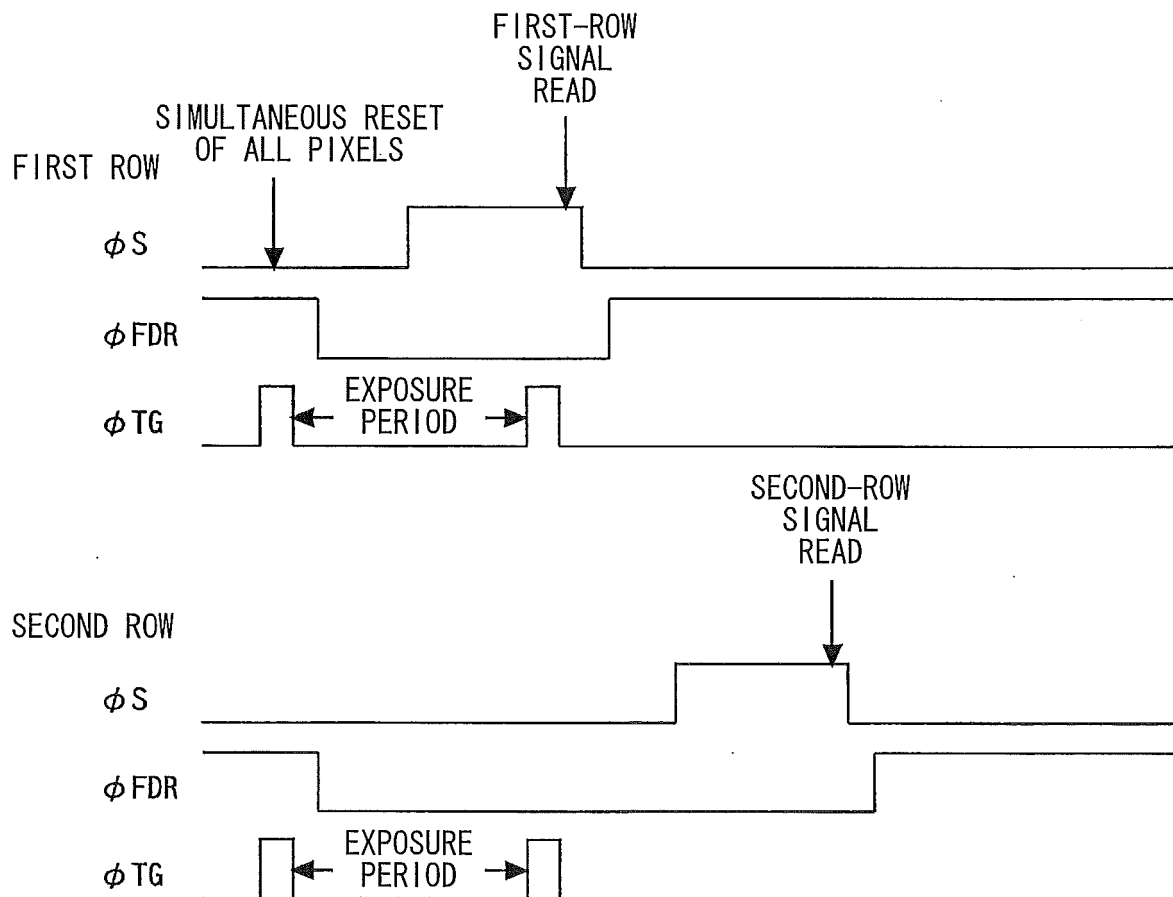 FIRST-ROW
SIGNAL
READ
SIMULTANEOUS RESET
OF ALL PIXELS
FIRST ROW
ϕS
ϕFDR
EXPOSURE
PERIOD
ϕTG
SECOND-ROW
SIGNAL
READ
SECOND ROW
ϕS
ϕFDR
EXPOSURE
PERIOD
ϕTG